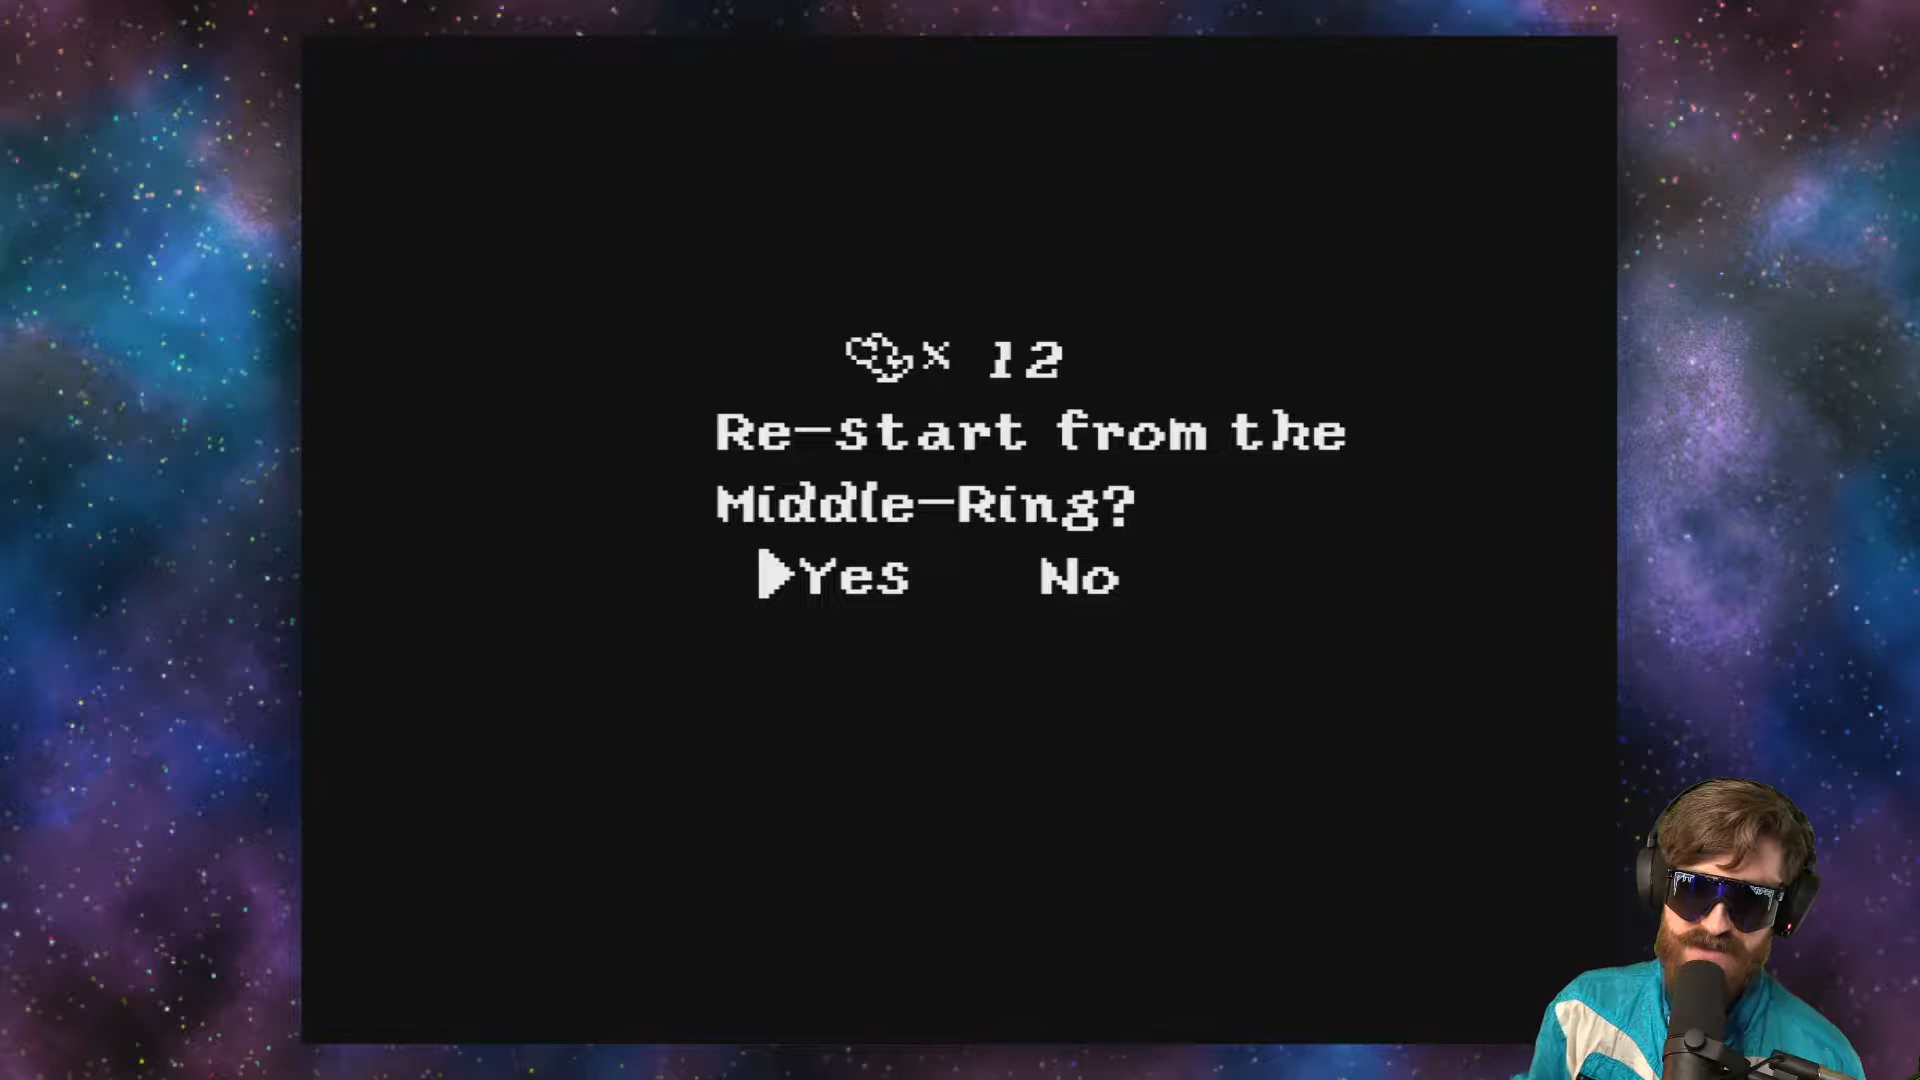 × 12
Re-start from the
Middle-Ring?
▶Yes No